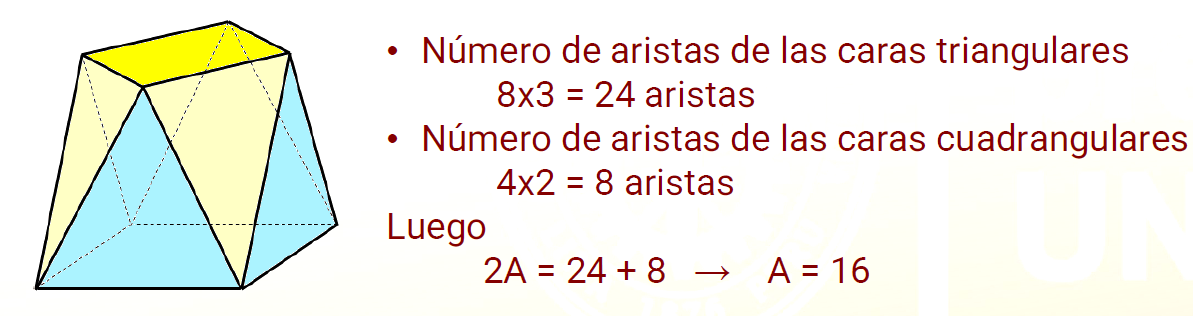 • Número de aristas de las caras triangulares
8x3 = 24 aristas
• Número de aristas de las caras cuadrangulares
4x2 = 8 aristas
Luego
2A = 24 + 8 → A = 16
UN